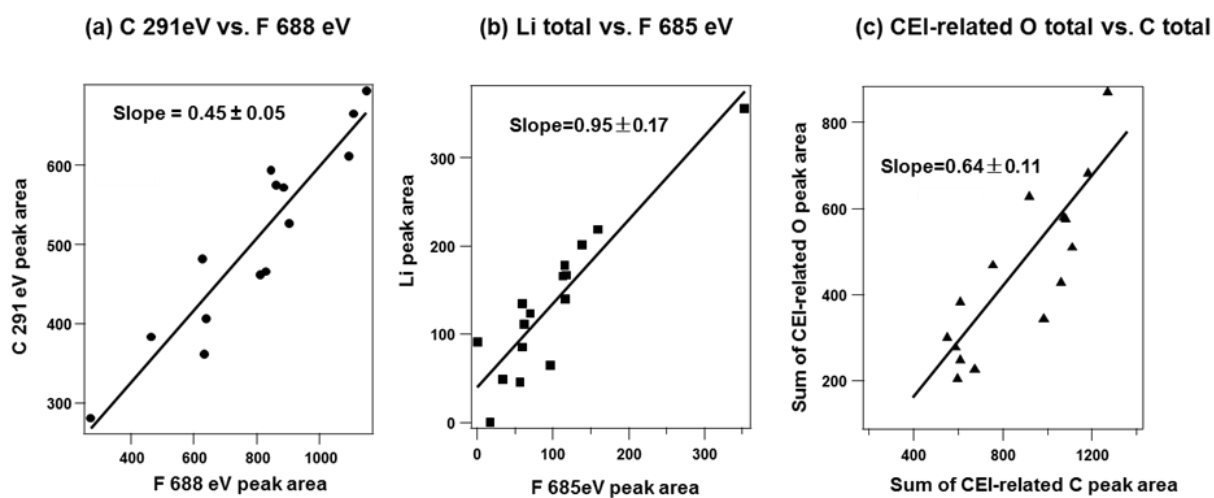 (a) C 291eV vs. F 688 eV
(b) Li total vs. F 685 eV
(c) CEI-related O total vs. C total
Slope = 0.45 ± 0.05
C 291 eV peak area
600
500
400
300
400
600
800
1000
F 688 eV peak area
Slope=0.95±0.17
Li peak area
300
200
100
0
0
100
200
300
F 685eV peak area
Slope=0.64±0.11
Sum of CEI-related O peak area
800
600
400
200
400
800
1200
Sum of CEI-related C peak area